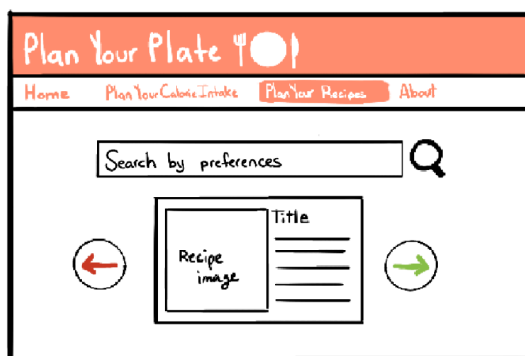 Plan Your Plate
Home Plan Your Calorie Intake Plan Your Recipes About
Search by preferences
Title
Recipe
image